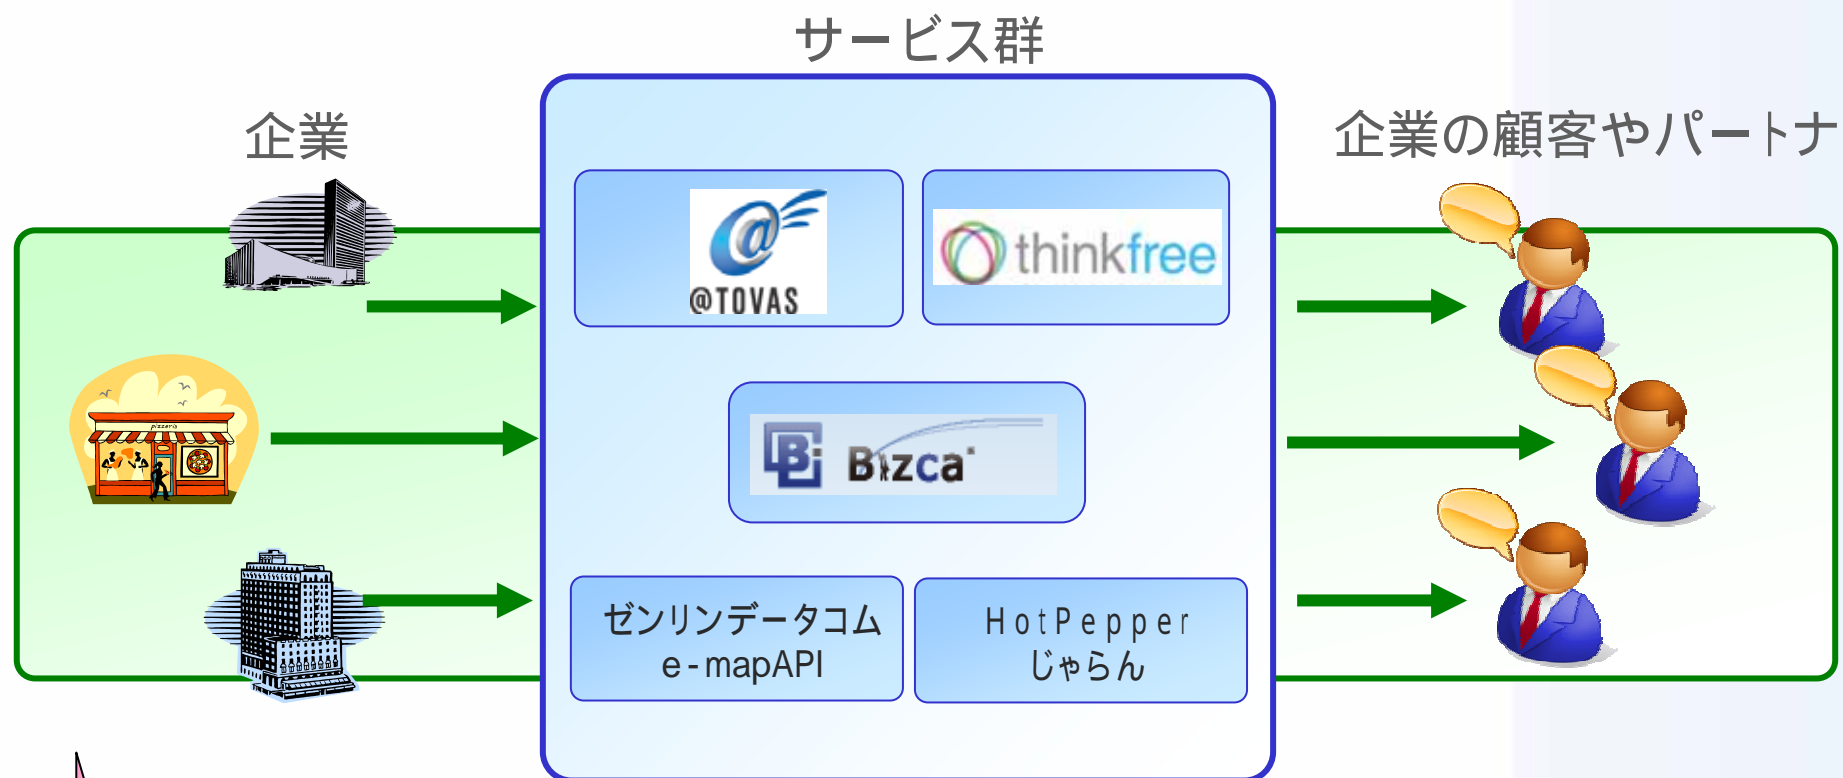 サービス群
企業
企業の顧客やパートナ
@TOVAS
thinkfree
pizzeria
Bizca
ゼンリンデータコム
e-mapAPI
HotPepper
じゃらん